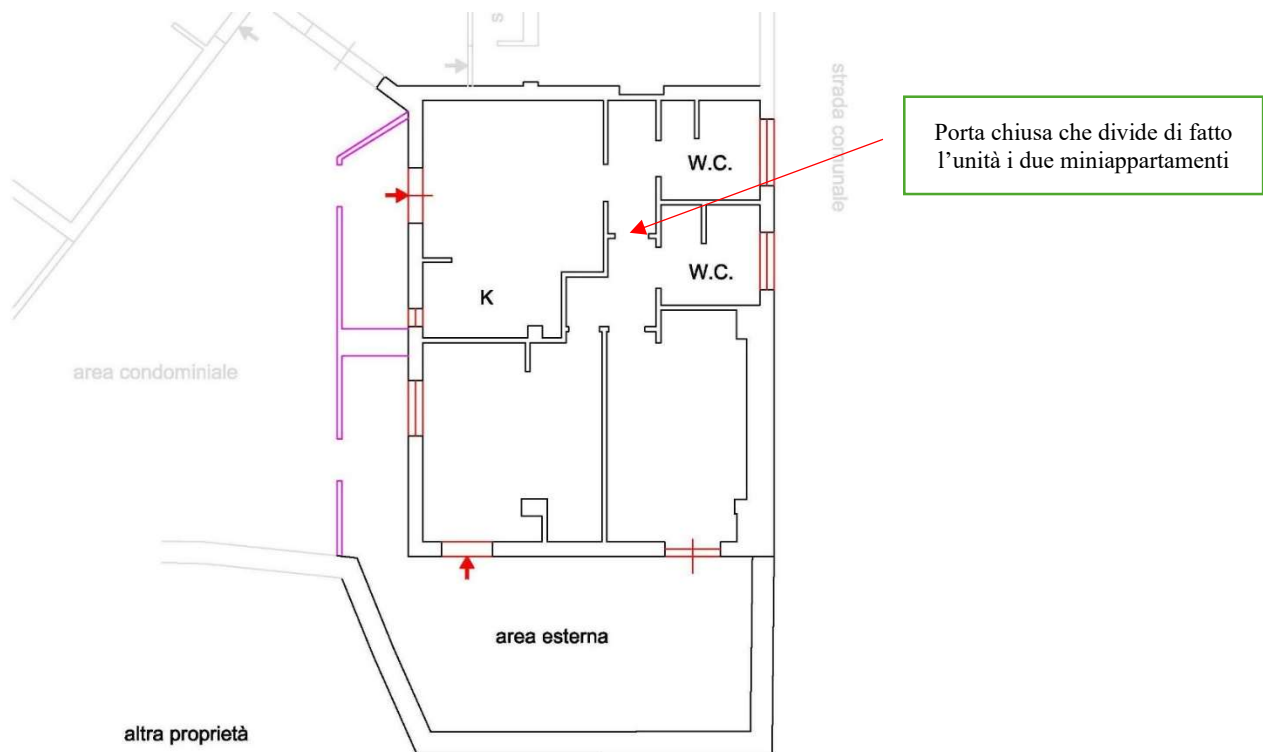 s
strada comunale
Porta chiusa che divide di fatto
l’unità i due miniappartamenti
W.C.
W.C.
K
area condominiale
area esterna
altra proprietà